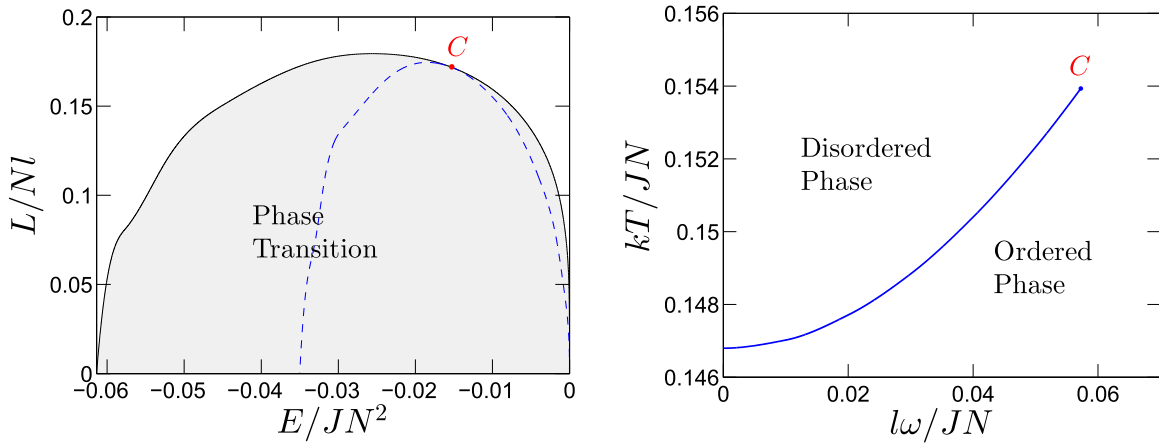 0.2
0.15
0.1
0.05
0
L/Nl
C
Phase
Transition
−0.06
−0.05
−0.04
−0.03
−0.02
−0.01
0
E/JN²
0.156
0.154
0.152
0.15
0.148
0.146
kT/JN
C
Disordered
Phase
Ordered
Phase
0
0.02
0.04
0.06
lω/JN